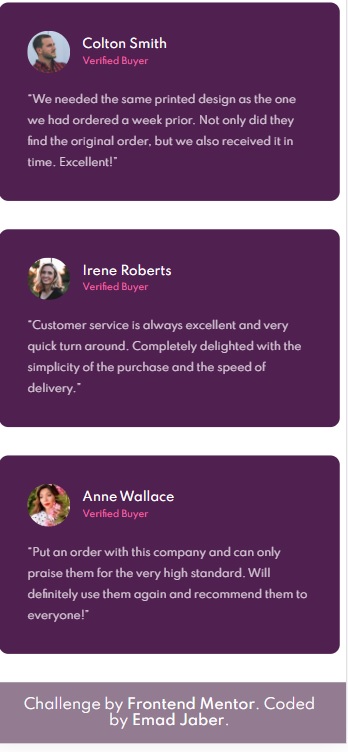 Colton Smith
Verified Buyer
"We needed the same printed design as the one
we had ordered a week prior. Not only did they
find the original order, but we also received it in
time. Excellent!"
Irene Roberts
Verified Buyer
"Customer service is always excellent and very
quick turn around. Completely delighted with the
simplicity of the purchase and the speed of
delivery."
Anne Wallace
Verified Buyer
"Put an order with this company and can only
praise them for the very high standard. Will
definitely use them again and recommend them to
everyone!"
Challenge by Frontend Mentor. Coded
by Emad Jaber.